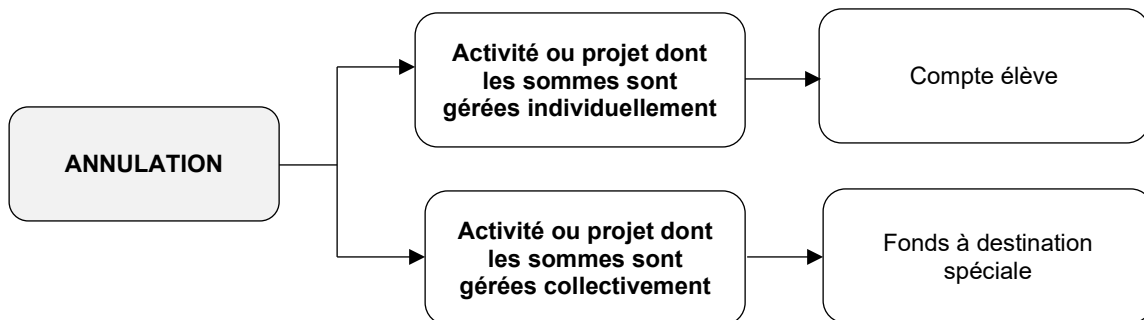 ANNULATION
Activité ou projet dont
les sommes sont
gérées individuellement
Compte élève
Activité ou projet dont
les sommes sont
gérées collectivement
Fonds à destination
spéciale